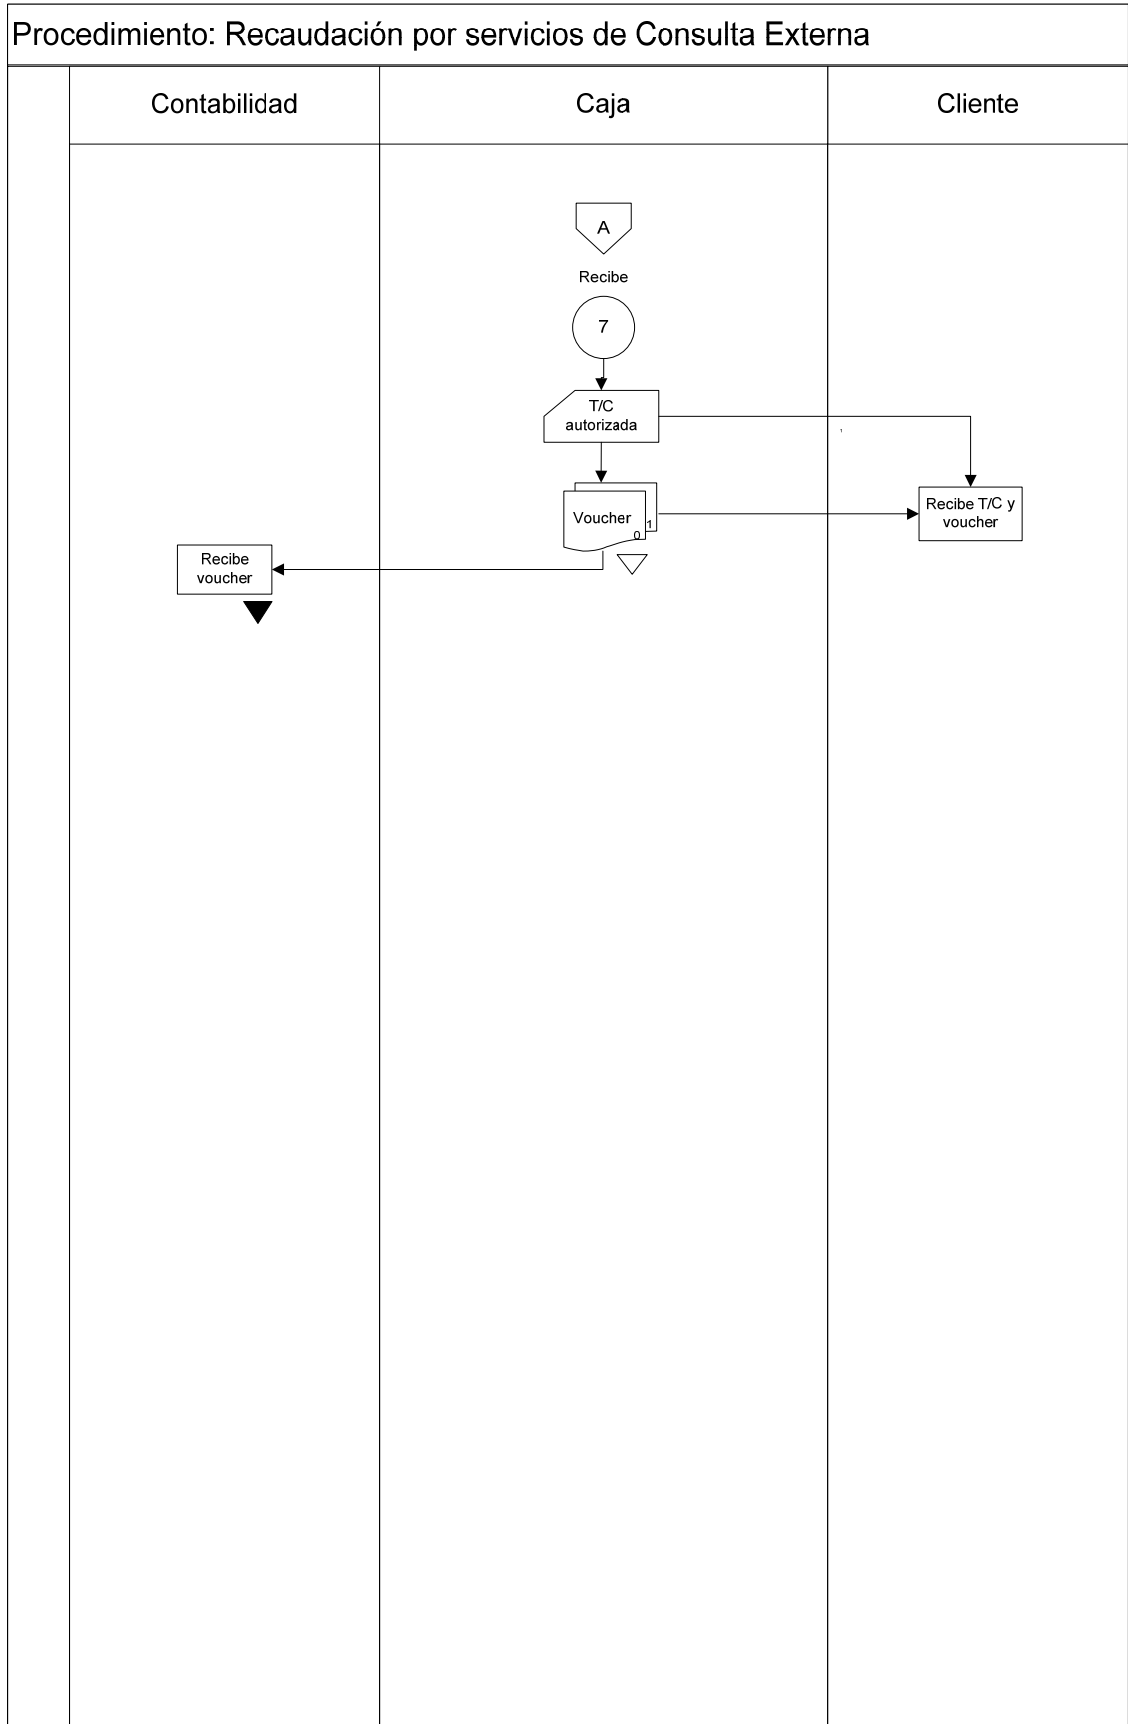 Procedimiento: Recaudación por servicios de Consulta Externa
Contabilidad
Caja
Cliente
A
Recibe
7
T/C
autorizada
Recibe T/C y
voucher
Voucher
0
1
Recibe
voucher